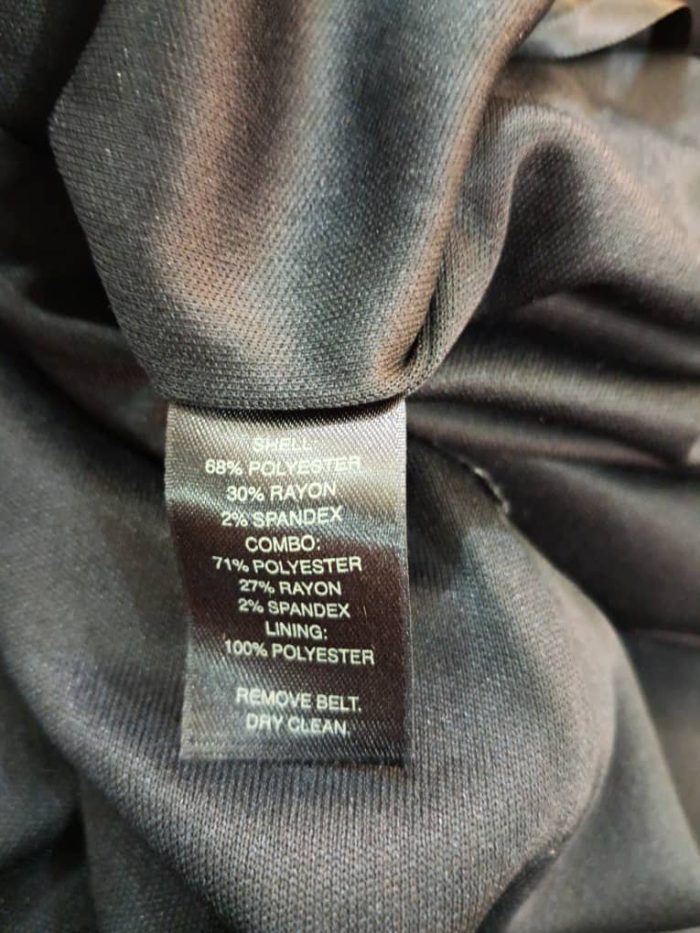 SHELL:
68% POLYESTER
30% RAYON
2% SPANDEX
COMBO:
71% POLYESTER
27% RAYON
2% SPANDEX
LINING:
100% POLYESTER
REMOVE BELT.
DRY CLEAN.